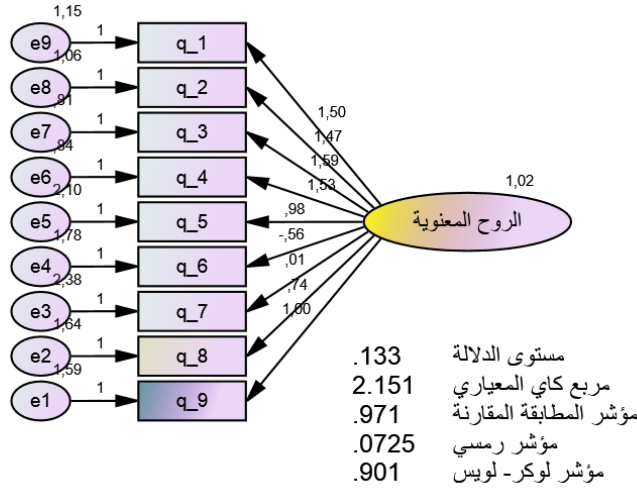 1,15
e9 1 q_1
1,06
e8 1 q_2
,81
e7 1 q_3
,84
e6 1 q_4
2,10
e5 1 q_5
1,78
e4 1 q_6
2,38
e3 1 q_7
1,64
e2 1 q_8
1,59
e1 1 q_9
1,50
1,47
1,59
1,53
,98
-,56
,01
,74
1,00
1,02
الروح المعنوية
مستوى الدلالة .133
مربع كاي المعياري 2.151
مؤشر المطابقة المقارنة .971
مؤشر رمسي .0725
مؤشر لوكر- لويس .901